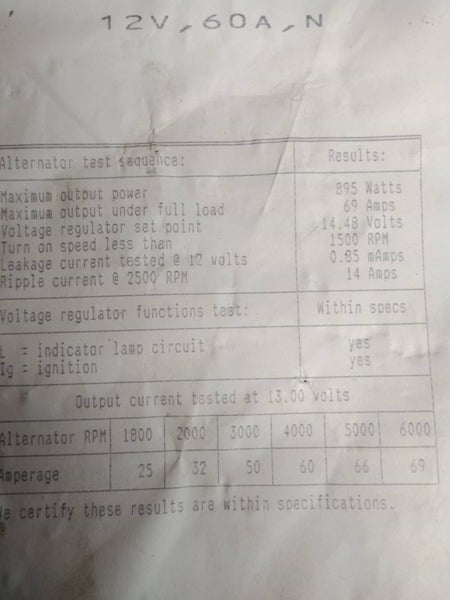 12V,60A,N
Alternator test sequence: Results:
Maximum output power 895 Watts
Maximum output under full load 69 Amps
Voltage regulator set point 14.48 Volts
Turn on speed less than 1500 RPM
Leakage current tested @ 12 volts 0.85 mAmps
Ripple current @ 2500 RPM 14 Amps
Voltage regulator functions test: Within specs
L = indicator lamp circuit yes
Ig = ignition yes
Output current tested at 13.00 volts
Alternator RPM 1800 2000 3000 4000 5000 6000
Amperage 25 32 50 60 66 69
We certify these results are within specifications.